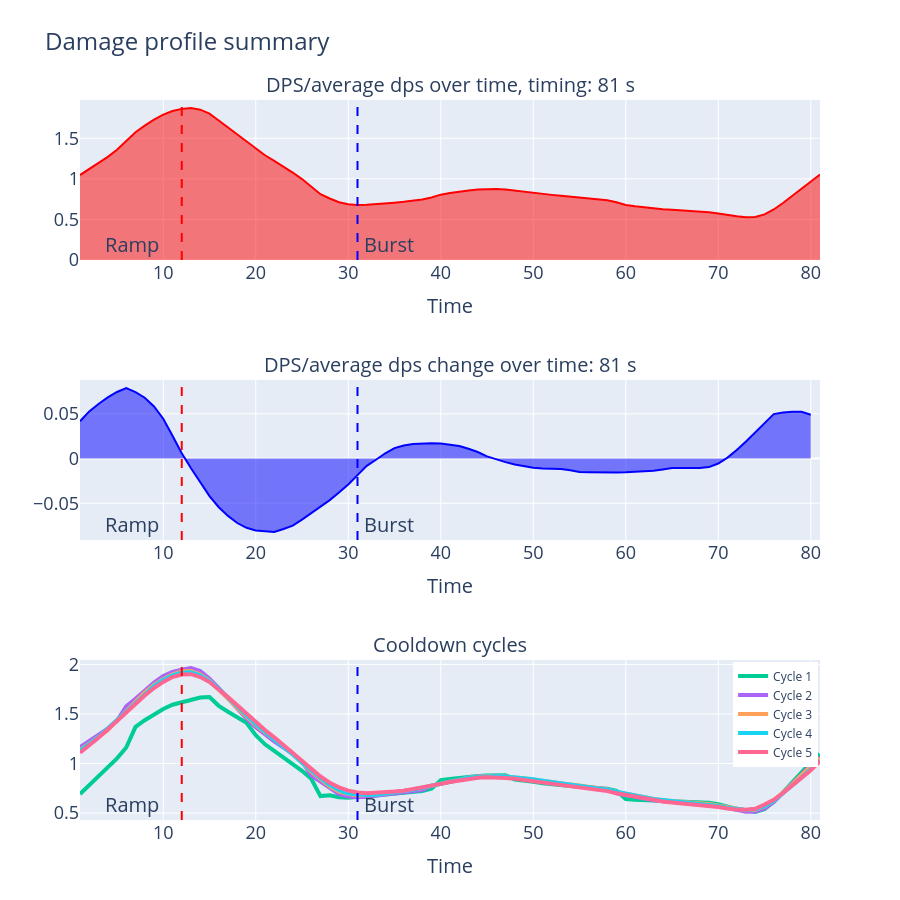 Damage profile summary
DPS/average dps over time, timing: 81 s
1.5
1
0.5
0
Ramp
Burst
10 20 30 40 50 60 70 80
Time
DPS/average dps change over time: 81 s
0.05
0
−0.05
Ramp
Burst
10 20 30 40 50 60 70 80
Time
Cooldown cycles
2
1.5
1
0.5
Cycle 1
Cycle 2
Cycle 3
Cycle 4
Cycle 5
Ramp
Burst
10 20 30 40 50 60 70 80
Time